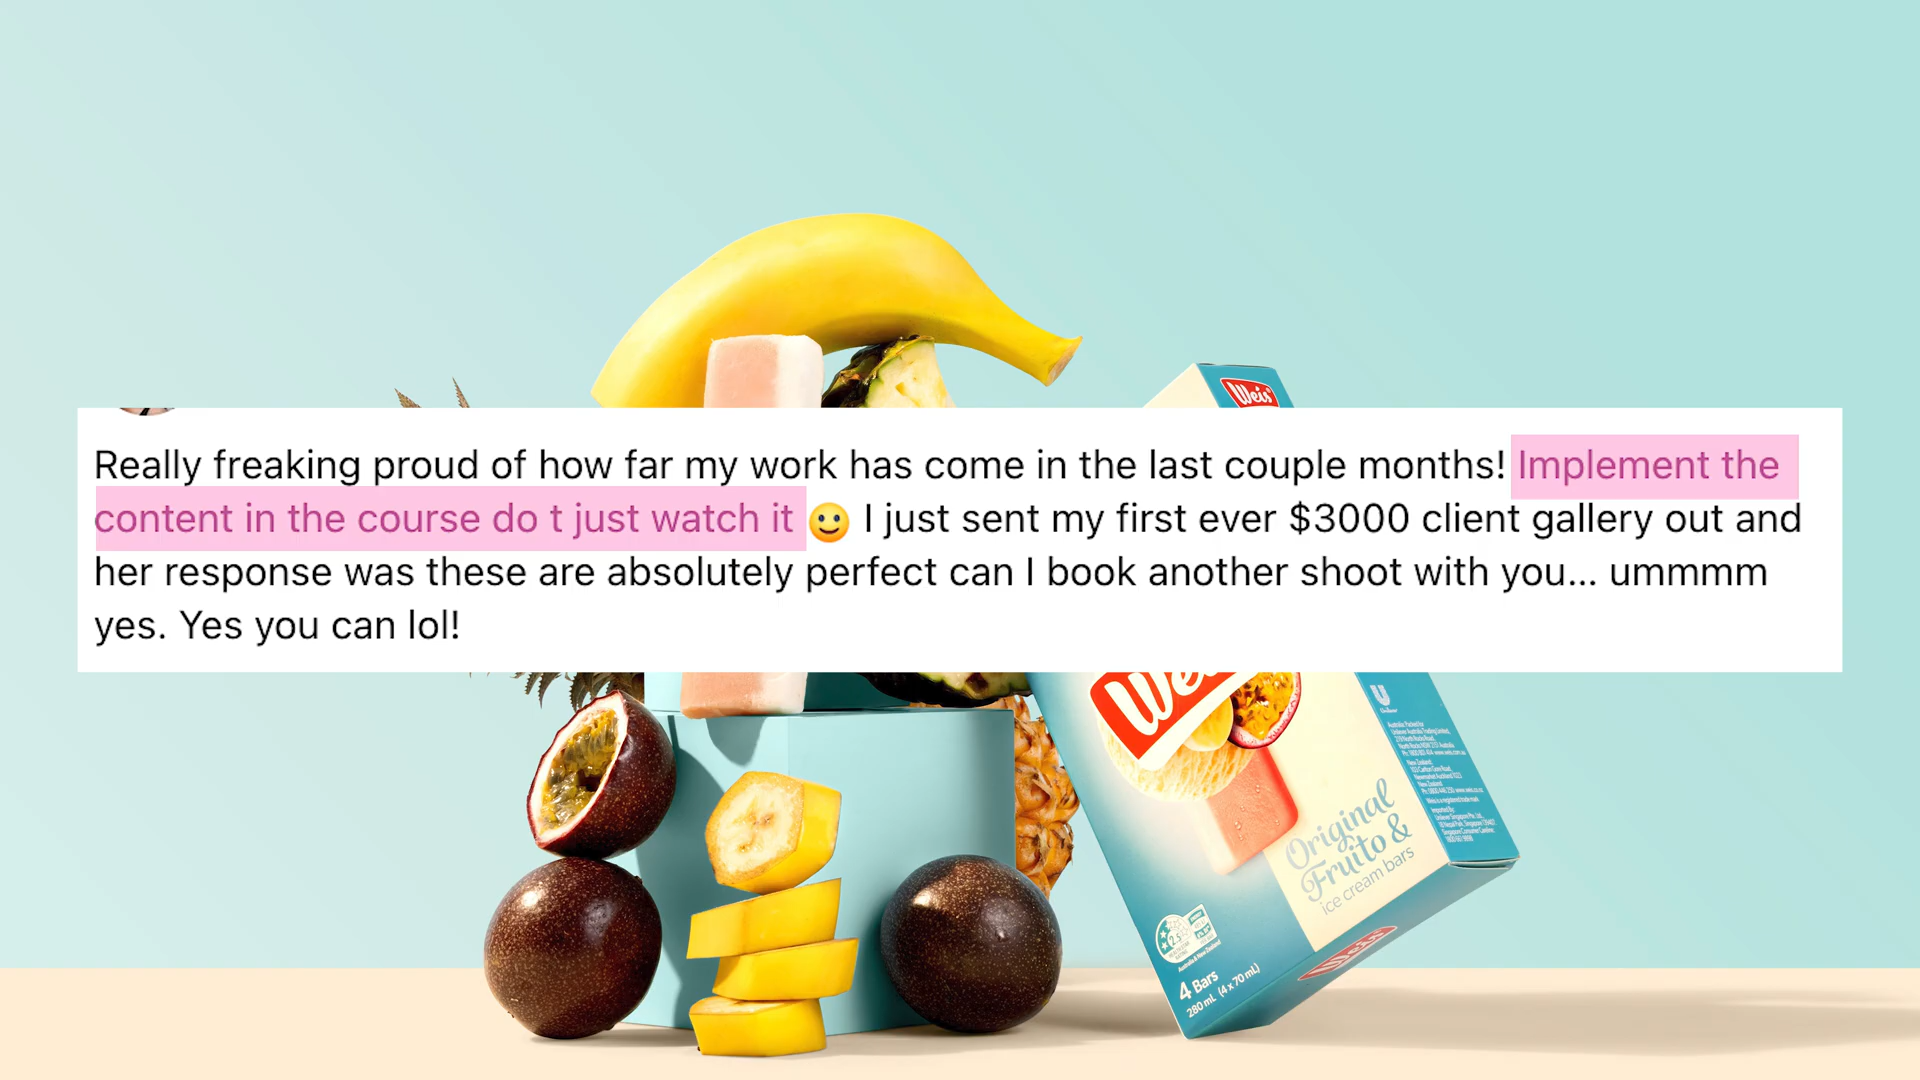 Weis
Really freaking proud of how far my work has come in the last couple months! Implement the
content in the course do t just watch it 🙂 I just sent my first ever $3000 client gallery out and
her response was these are absolutely perfect can I book another shoot with you... ummmm
yes. Yes you can lol!
Original
Fruito &
ice cream bars
4 Bars
280 mL (4 x 70 mL)
Weis